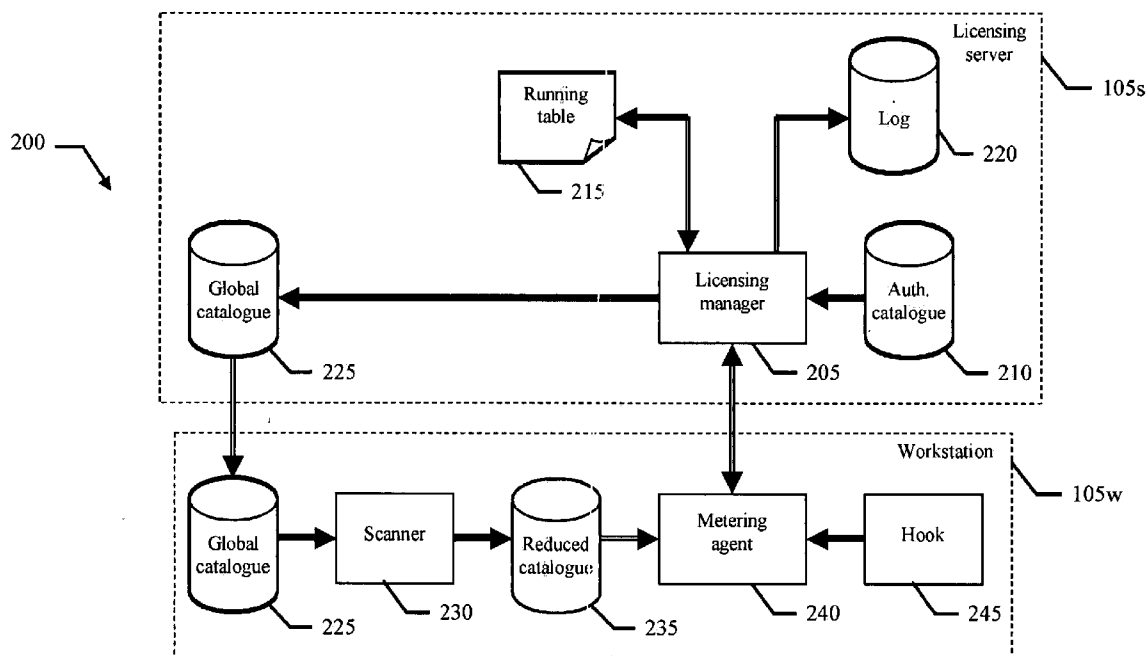 Licensing
server
105s
Running
table
Log
200
220
215
Global
catalogue
Licensing
manager
Auth.
catalogue
225
205
210
Workstation
105w
Global
catalogue
Scanner
Reduced
catalogue
Metering
agent
Hook
225
230
235
240
245